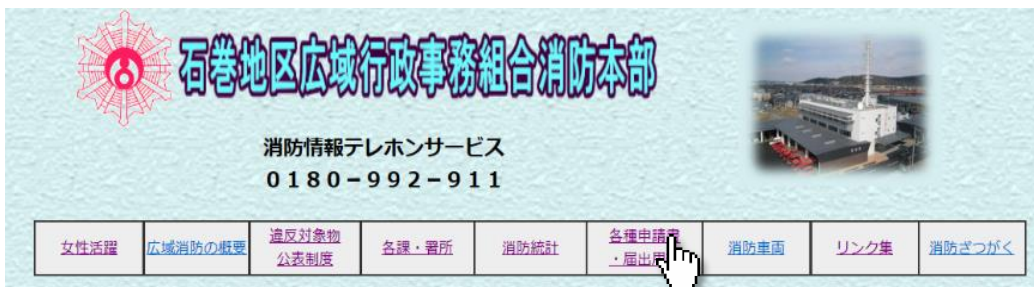 石巻地区広域行政事務組合消防本部
消防情報テレホンサービス
0180-992-911
女性活躍
広域消防の概要
違反対象物
公表制度
各課・署所
消防統計
各種申請書
・届出
消防車両
リンク集
消防ざつがく